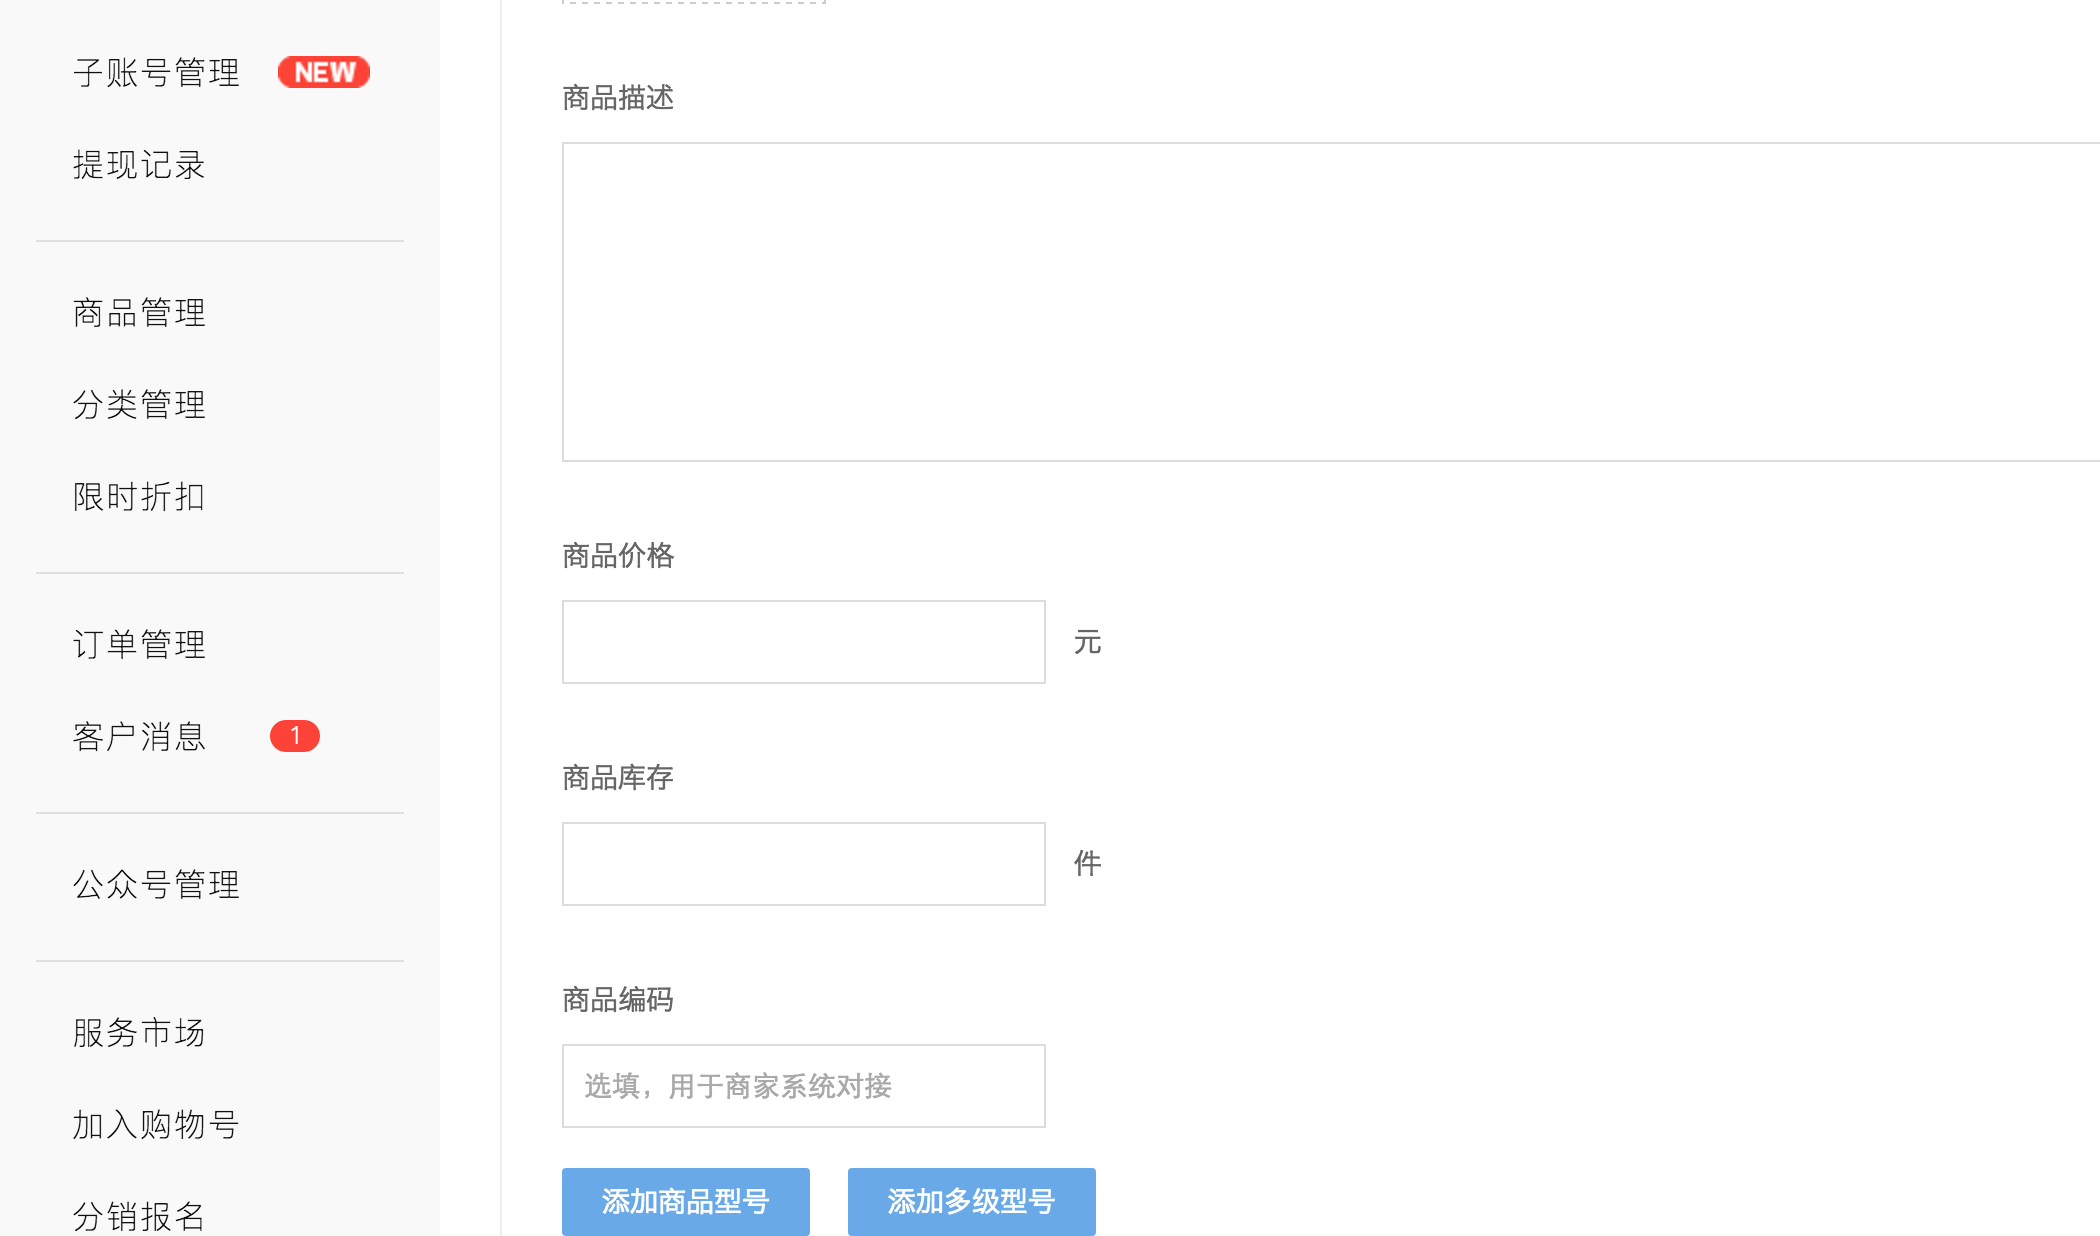 子账号管理 NEW
提现记录
商品管理
分类管理
限时折扣
订单管理
客户消息 1
公众号管理
服务市场
加入购物号
分销报名
商品描述
商品价格
元
商品库存
件
商品编码
选填，用于商家系统对接
添加商品型号 添加多级型号